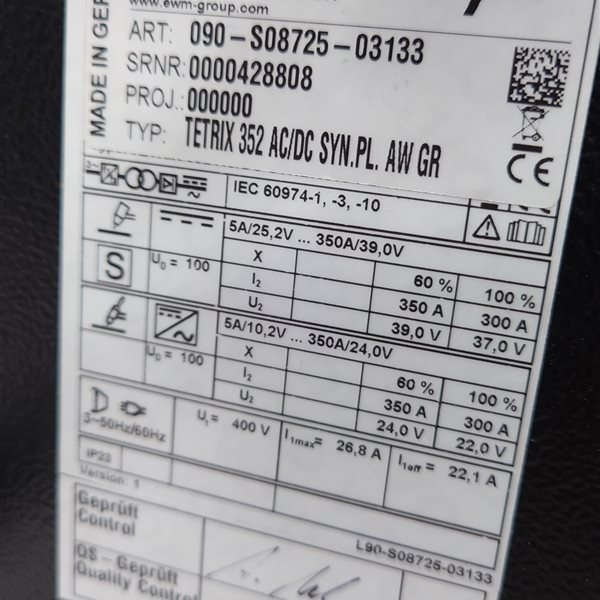 www.ewm-group.com
MADE IN GER
ART: 090-S08725-03133
SRNR: 0000428808
PROJ.: 000000
TYP: TETRIX 352 AC/DC SYN.PL. AW GR
CE
3~
IEC 60974-1, -3, -10
5A/25,2V ... 350A/39,0V
S
U0 = 100
X 60 % 100 %
I2 350 A 300 A
U2 39,0 V 37,0 V
5A/10,2V ... 350A/24,0V
U0 = 100
X 60 % 100 %
I2 350 A 300 A
U2 24,0 V 22,0 V
3~50Hz/60Hz
U1= 400 V
I1max= 26,8 A
I1eff = 22,1 A
IP23
Version: 1
Geprüft
Control
L90-S08725-03133
QS - Geprüft
Quality Control